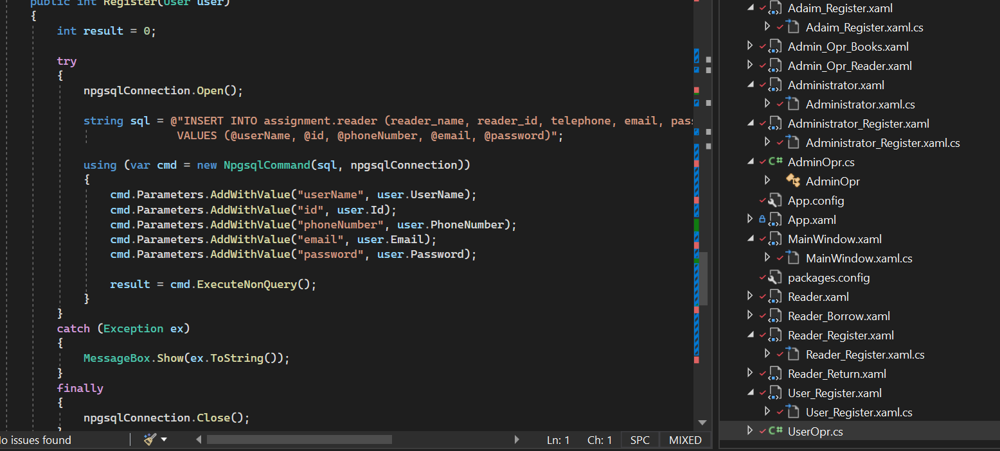 public int Register(User user)
{
int result = 0;
try
{
npgsqlConnection.Open();
string sql = @"INSERT INTO assignment.reader (reader_name, reader_id, telephone, email, pas
VALUES (@userName, @id, @phoneNumber, @email, @password)";
using (var cmd = new NpgsqlCommand(sql, npgsqlConnection))
{
cmd.Parameters.AddWithValue("userName", user.UserName);
cmd.Parameters.AddWithValue("id", user.Id);
cmd.Parameters.AddWithValue("phoneNumber", user.PhoneNumber);
cmd.Parameters.AddWithValue("email", user.Email);
cmd.Parameters.AddWithValue("password", user.Password);
result = cmd.ExecuteNonQuery();
}
}
catch (Exception ex)
{
MessageBox.Show(ex.ToString());
}
finally
{
npgsqlConnection.Close();
}
o issues found
Ln: 1 Ch: 1 SPC MIXED
Adaim_Register.xaml
Adaim_Register.xaml.cs
Admin_Opr_Books.xaml
Admin_Opr_Reader.xaml
Administrator.xaml
Administrator.xaml.cs
Administrator_Register.xaml
Administrator_Register.xaml.cs
C# AdminOpr.cs
AdminOpr
App.config
App.xaml
MainWindow.xaml
MainWindow.xaml.cs
packages.config
Reader.xaml
Reader_Borrow.xaml
Reader_Register.xaml
Reader_Register.xaml.cs
Reader_Return.xaml
User_Register.xaml
User_Register.xaml.cs
C# UserOpr.cs